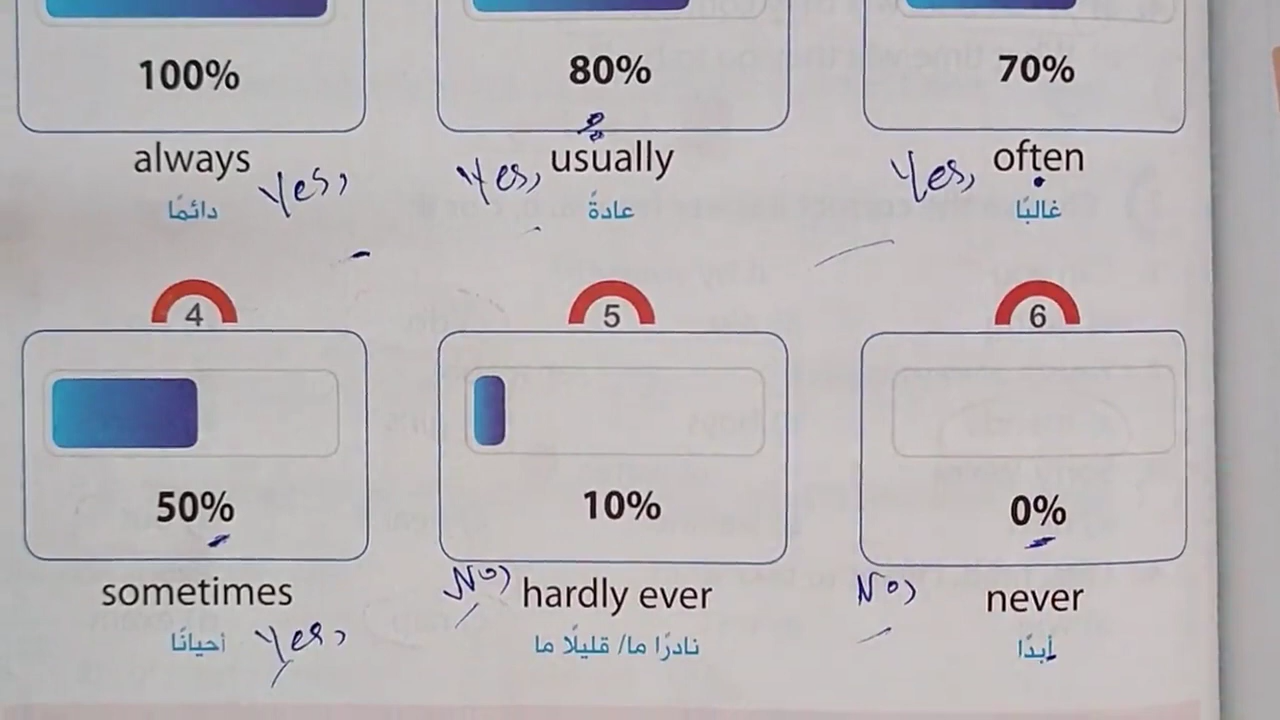 100%
80%
70%
always
Yes,
Yes,
usually
Yes,
often
دائمًا
عادةً
غالبًا
4
5
6
50%
10%
0%
sometimes
No,
hardly ever
No,
never
أحيانًا
Yes,
نادرًا ما/ قليلًا ما
أبدًا